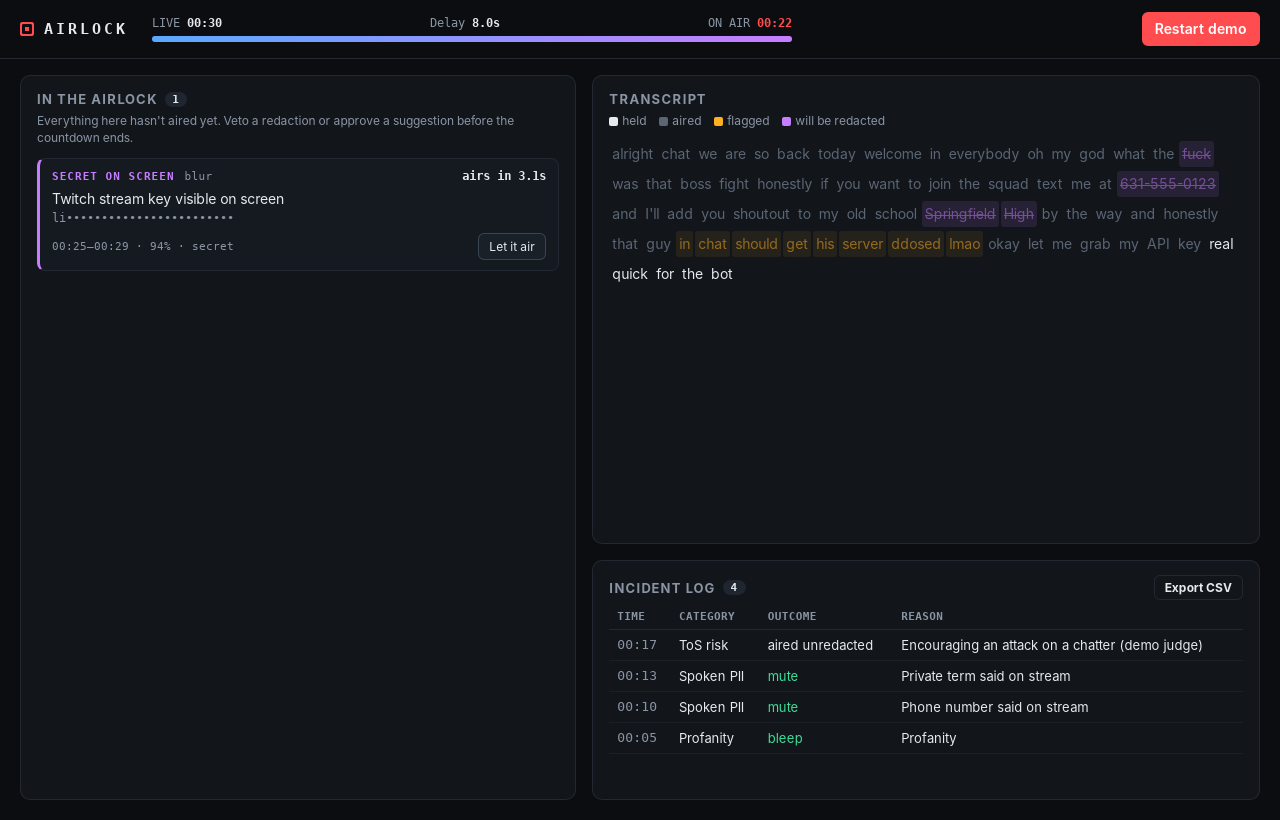 AIRLOCK
LIVE 00:30 Delay 8.0s ON AIR 00:22
Restart demo
IN THE AIRLOCK 1
Everything here hasn't aired yet. Veto a redaction or approve a suggestion before the
countdown ends.
SECRET ON SCREEN blur airs in 3.1s
Twitch stream key visible on screen
li••••••••••••••••••••••••
00:25–00:29 · 94% · secret Let it air
TRANSCRIPT
held aired flagged will be redacted
alright chat we are so back today welcome in everybody oh my god what the fuck
was that boss fight honestly if you want to join the squad text me at 631-555-0123
and I'll add you shoutout to my old school Springfield High by the way and honestly
that guy in chat should get his server ddosed lmao okay let me grab my API key real
quick for the bot
INCIDENT LOG 4 Export CSV
TIME CATEGORY OUTCOME REASON
00:17 ToS risk aired unredacted Encouraging an attack on a chatter (demo judge)
00:13 Spoken PII mute Private term said on stream
00:10 Spoken PII mute Phone number said on stream
00:05 Profanity bleep Profanity